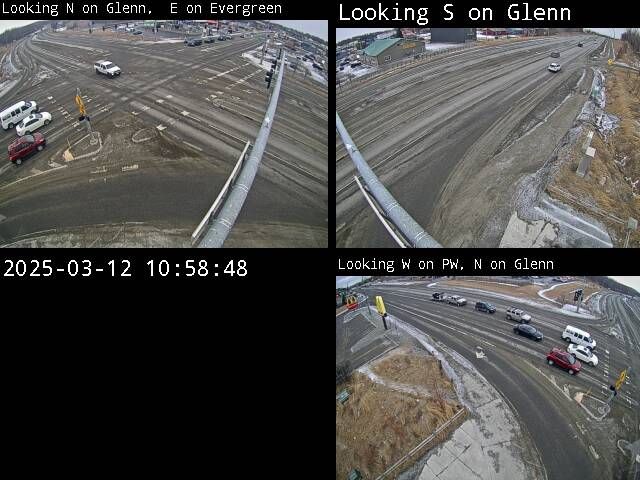 Looking N on Glenn,  E on Evergreen
Looking S on Glenn
2025-03-12 10:58:48
Looking W on PW, N on Glenn